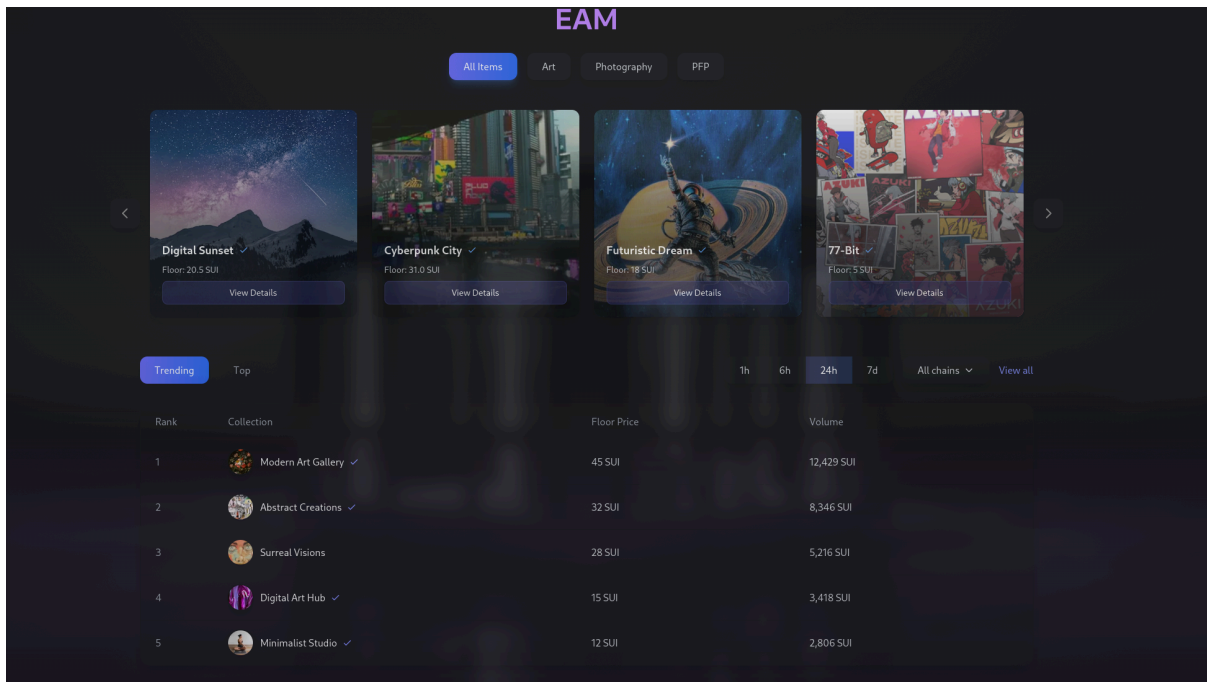 EAM
All Items Art Photography PFP
AZUKI AZUKI
AZUKI
Digital Sunset
Floor: 20.5 SUI
View Details
Cyberpunk City
Floor: 31.0 SUI
View Details
Futuristic Dream
Floor: 18 SUI
View Details
77-Bit
Floor: 5 SUI
View Details
AZUKI
Trending Top 1h 6h 24h 7d All chains View all
Rank Collection Floor Price Volume
1 Modern Art Gallery 45 SUI 12,429 SUI
2 Abstract Creations 32 SUI 8,346 SUI
3 Surreal Visions 28 SUI 5,216 SUI
4 Digital Art Hub 15 SUI 3,418 SUI
5 Minimalist Studio 12 SUI 2,806 SUI